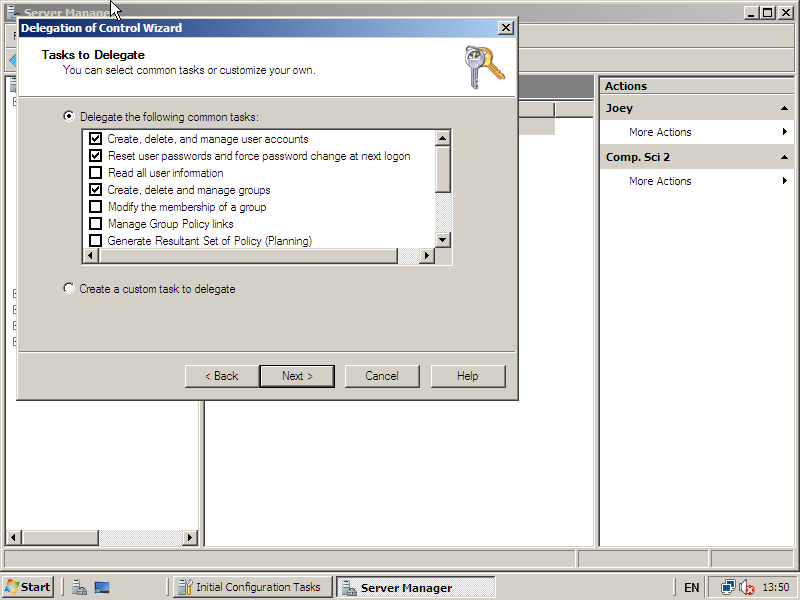 Server Manager
Delegation of Control Wizard
Tasks to Delegate
You can select common tasks or customize your own.
Delegate the following common tasks:
Create, delete, and manage user accounts
Reset user passwords and force password change at next logon
Read all user information
Create, delete and manage groups
Modify the membership of a group
Manage Group Policy links
Generate Resultant Set of Policy (Planning)
Create a custom task to delegate
< Back
Next >
Cancel
Help
Actions
Joey
More Actions
Comp. Sci 2
More Actions
Start
Initial Configuration Tasks
Server Manager
EN
13:50